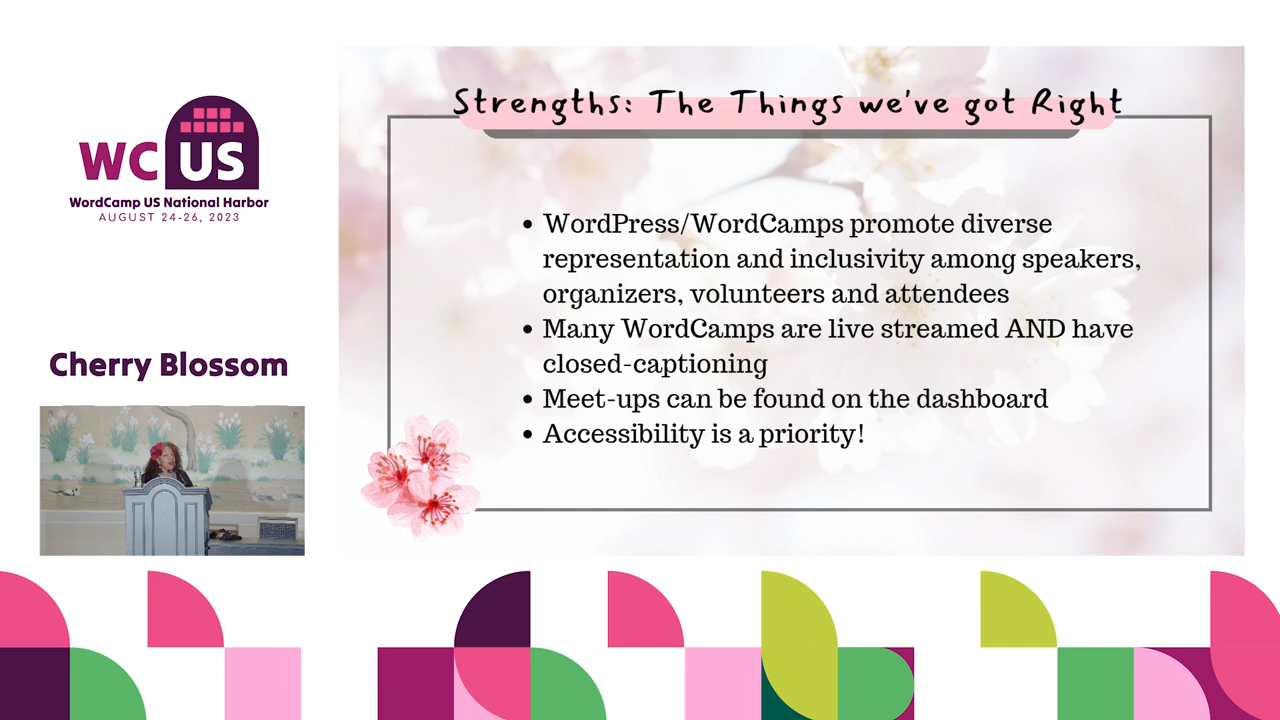 WC US
WordCamp US National Harbor
AUGUST 24-26, 2023
Cherry Blossom
Strengths: The Things we've got Right
• WordPress/WordCamps promote diverse
representation and inclusivity among speakers,
organizers, volunteers and attendees
• Many WordCamps are live streamed AND have
closed-captioning
• Meet-ups can be found on the dashboard
• Accessibility is a priority!